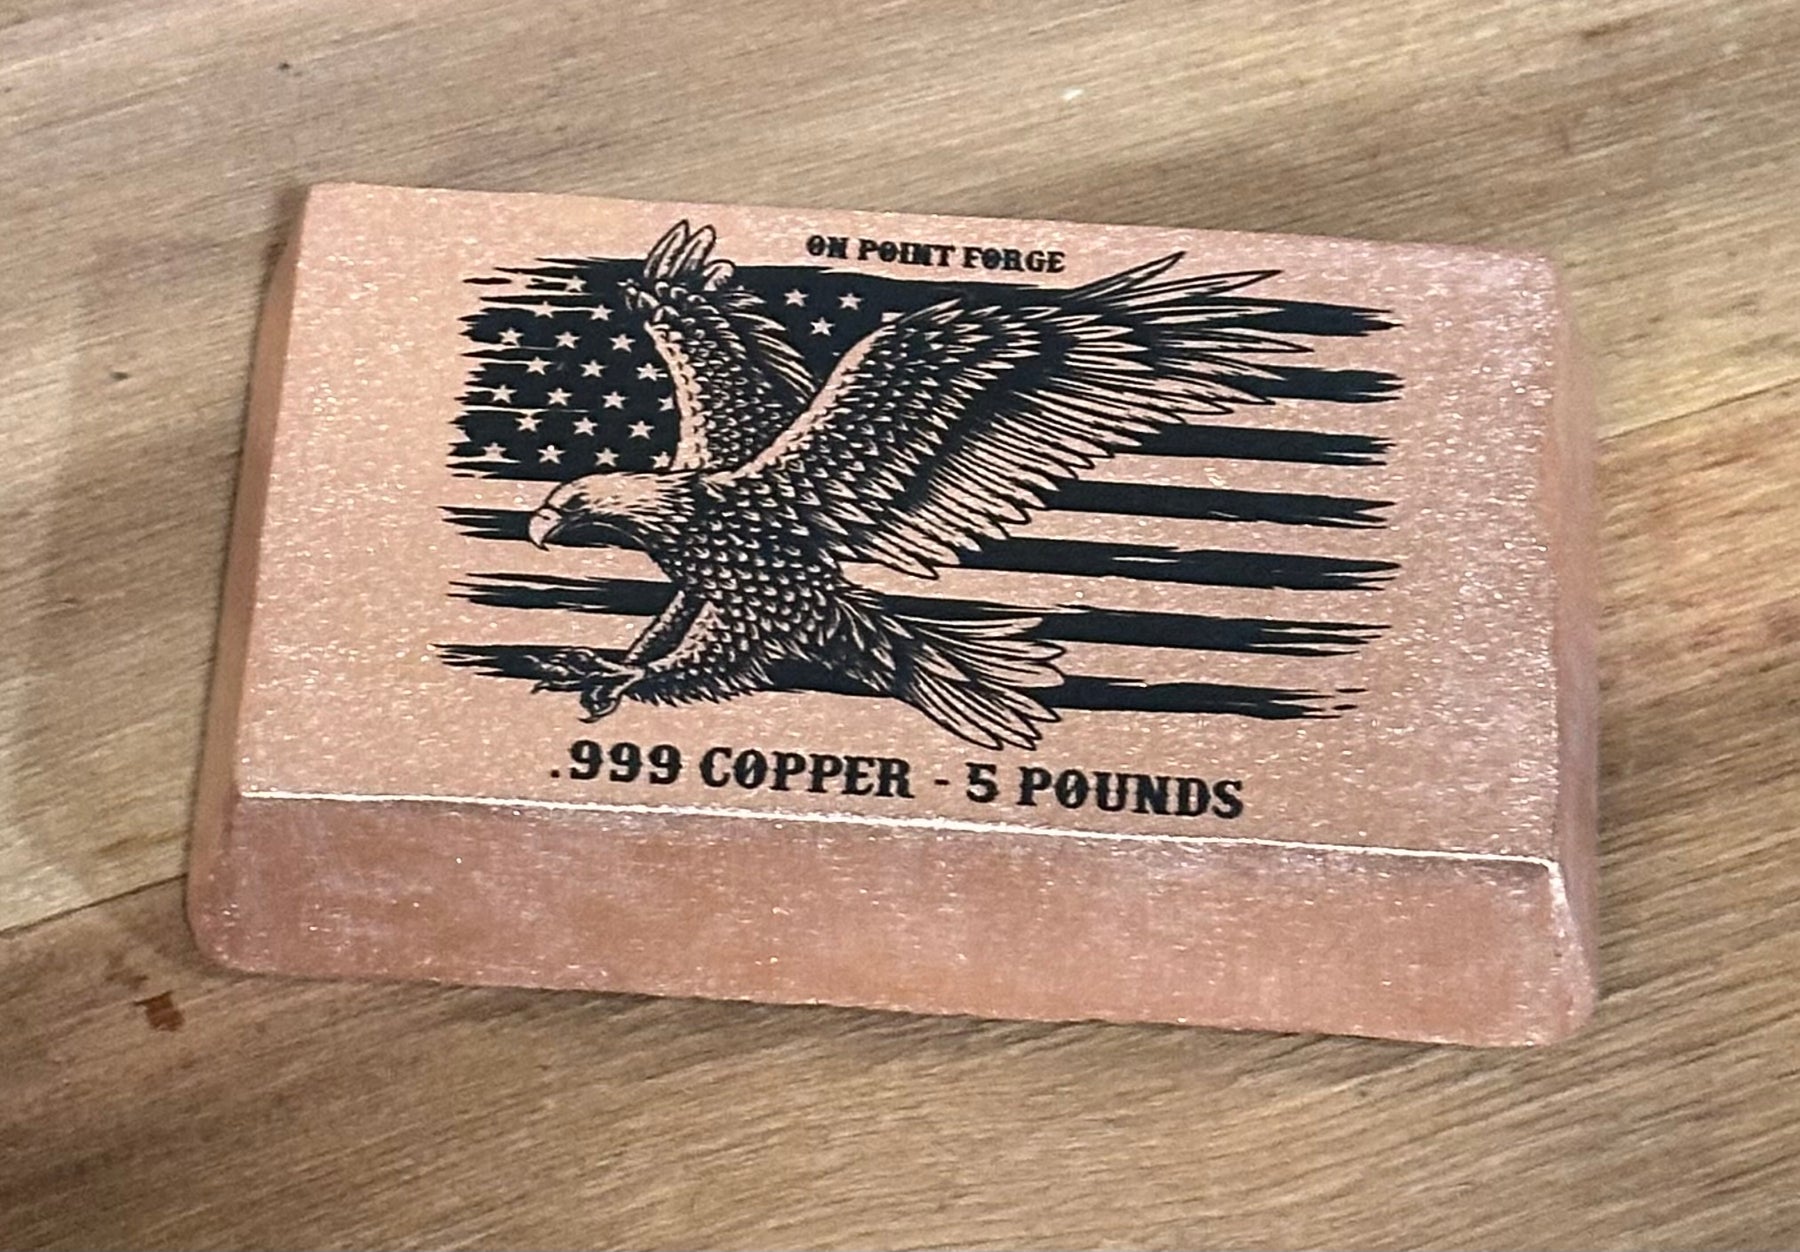 ON POINT FORGE
.999 COPPER - 5 POUNDS